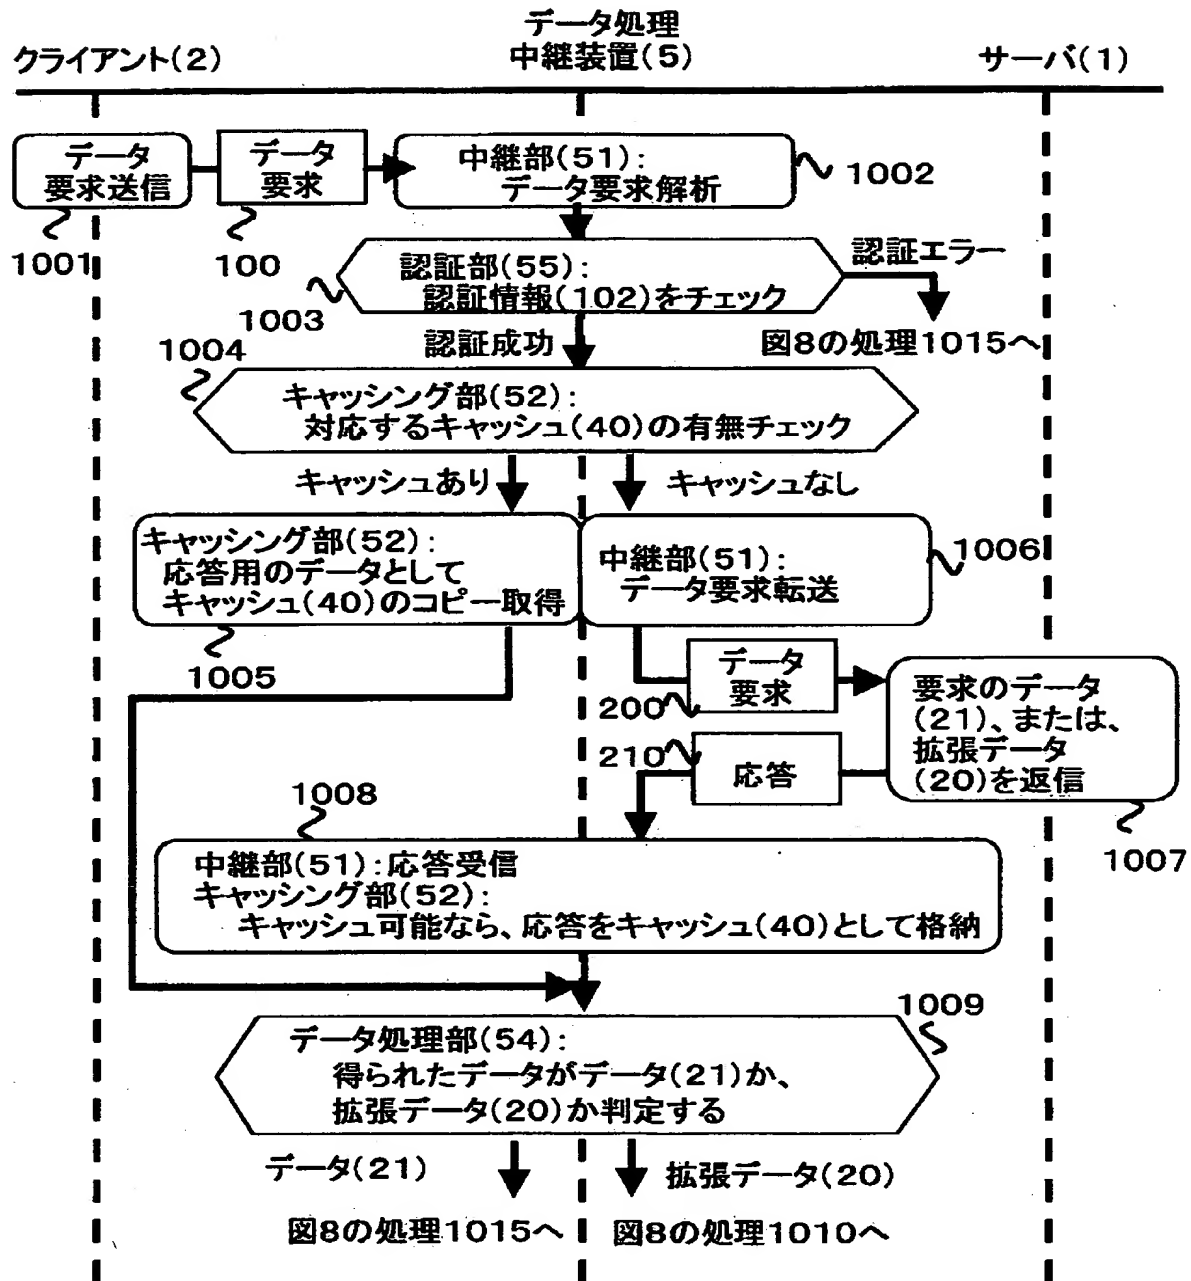 データ処理
クライアント(2)
中継装置(5)
サーバ(1)
データ
要求送信
データ
要求
中継部(51):
データ要求解析
1002
1001
100
認証部(55):
認証情報(102)をチェック
認証エラー
1003
認証成功
図8の処理1015へ
1004
キャッシング部(52):
対応するキャッシュ(40)の有無チェック
キャッシュあり
キャッシュなし
キャッシング部(52):
応答用のデータとして
キャッシュ(40)のコピー取得
中継部(51):
データ要求転送
1006
1005
データ
要求
200
要求のデータ
(21)、または、
拡張データ
(20)を返信
210
応答
1007
1008
中継部(51):応答受信
キャッシング部(52):
キャッシュ可能なら、応答をキャッシュ(40)として格納
1009
データ処理部(54):
得られたデータがデータ(21)か、
拡張データ(20)か判定する
データ(21)
拡張データ(20)
図8の処理1015へ
図8の処理1010へ